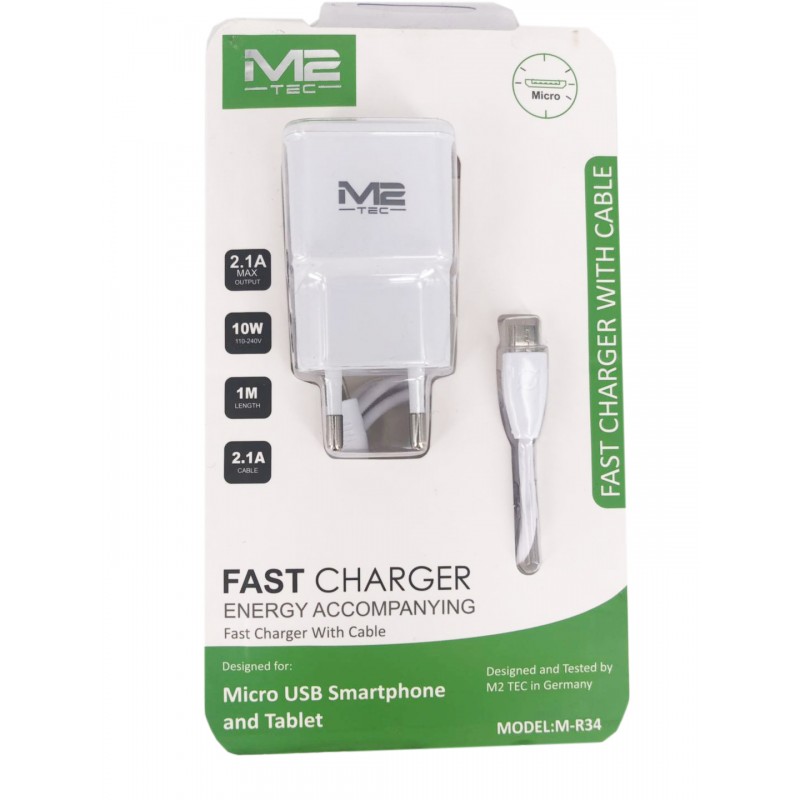 M2
TEC
Micro
M2
TEC
FAST CHARGER WITH CABLE
2.1A
MAX
OUTPUT
10W
110-240V
1M
LENGTH
2.1A
CABLE
FAST CHARGER
ENERGY ACCOMPANYING
Fast Charger With Cable
Designed for:
Micro USB Smartphone
and Tablet
Designed and Tested by
M2 TEC in Germany
MODEL:M-R34